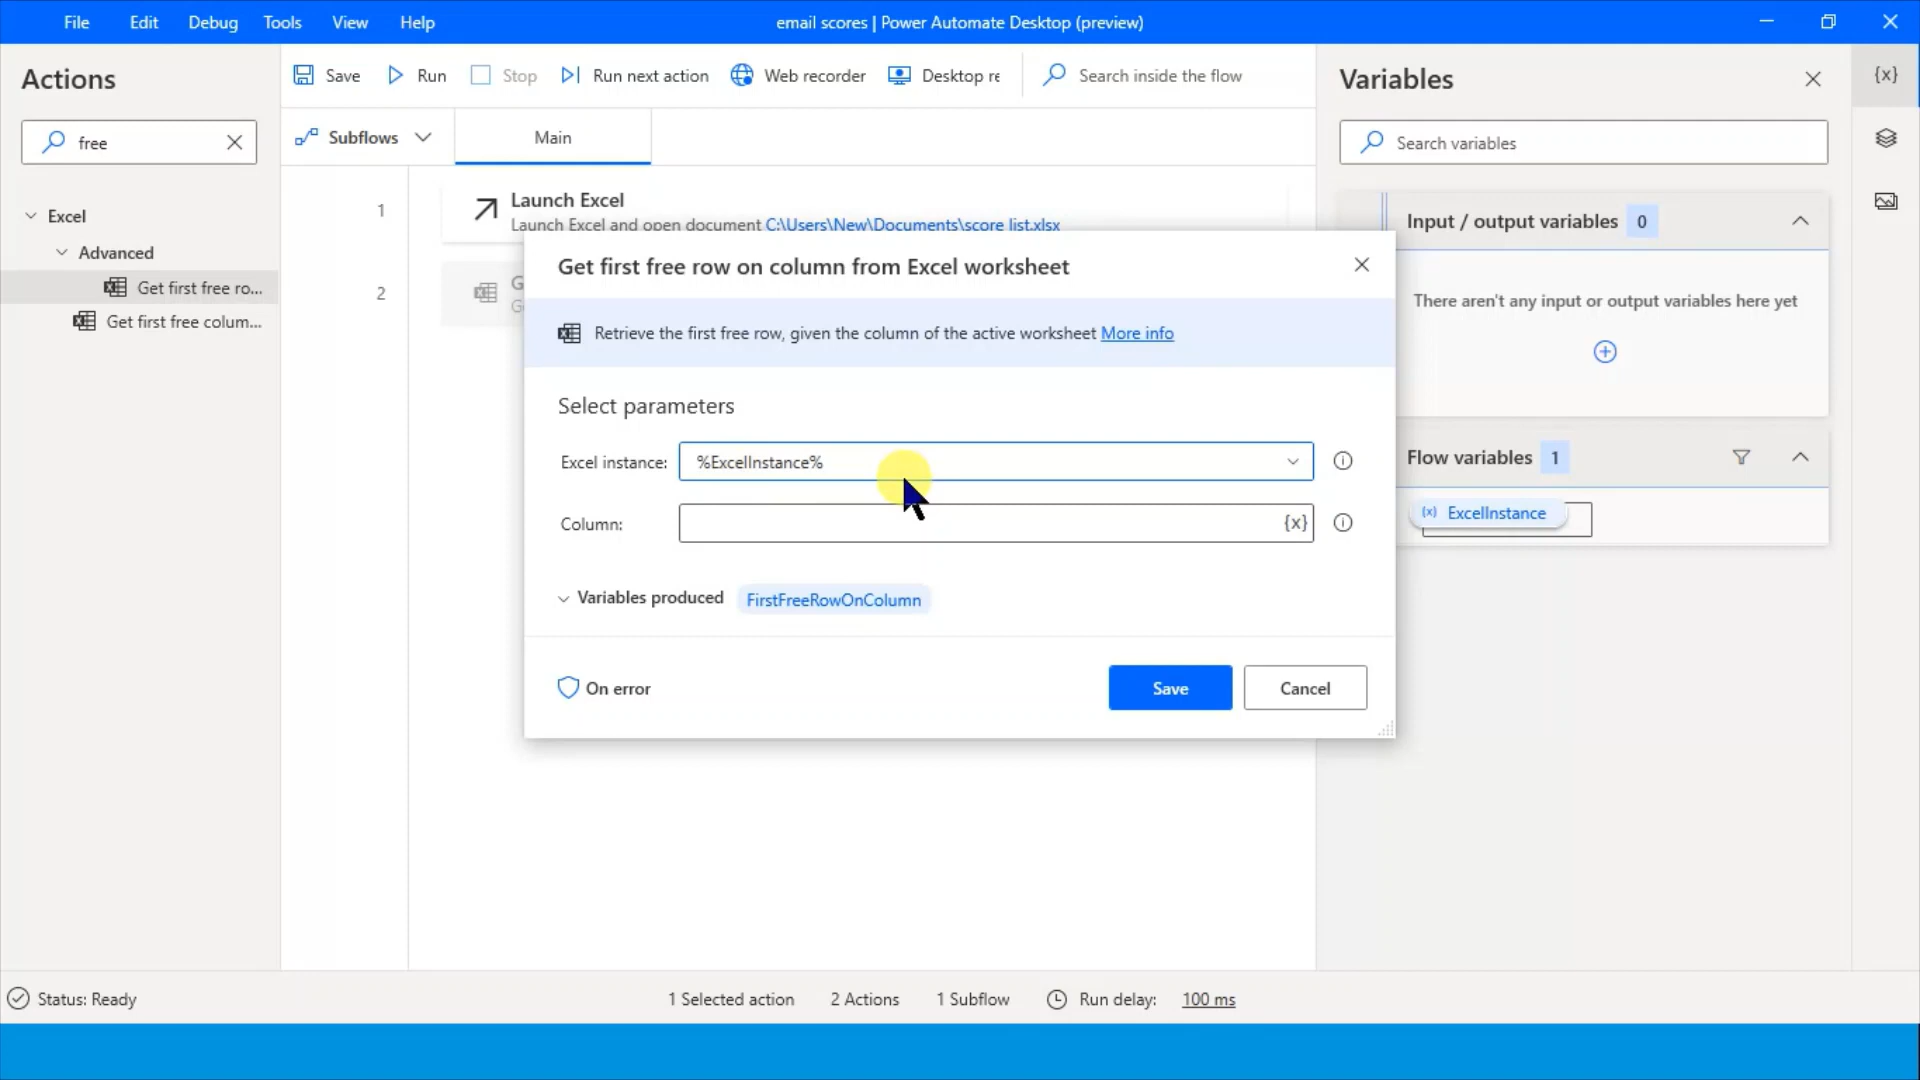 File Edit Debug Tools View Help
email scores | Power Automate Desktop (preview)
Actions
free
Excel
Advanced
Get first free ro...
Get first free colum...
Save Run Stop Run next action Web recorder Desktop re Search inside the flow
Subflows Main
1
Launch Excel
Launch Excel and open document C:\Users\New\Documents\score list.xlsx
2
G
Get first free row on column from Excel worksheet
Retrieve the first free row, given the column of the active worksheet More info
Select parameters
Excel instance: %ExcelInstance%
Column: {x}
Variables produced FirstFreeRowOnColumn
On error
Save Cancel
Variables
{x}
Search variables
Input / output variables 0
There aren't any input or output variables here yet
Flow variables 1
(x) ExcelInstance
Status: Ready 1 Selected action 2 Actions 1 Subflow Run delay: 100 ms